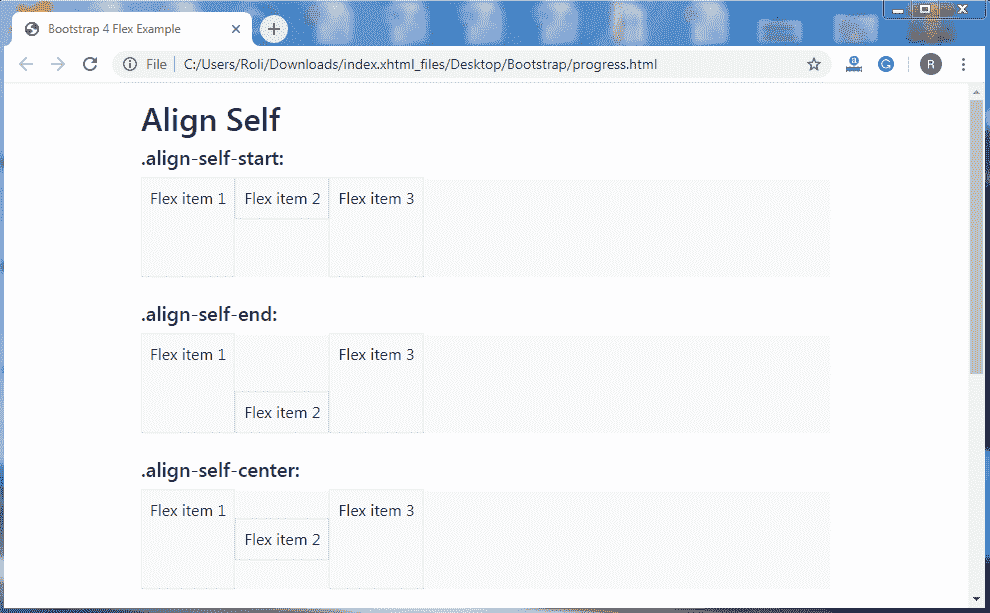 Bootstrap 4 Flex Example
File C:/Users/Roli/Downloads/index.xhtml_files/Desktop/Bootstrap/progress.html
R
Align Self
.align-self-start:
Flex item 1 Flex item 2 Flex item 3
.align-self-end:
Flex item 1 Flex item 3
Flex item 2
.align-self-center:
Flex item 1 Flex item 3
Flex item 2